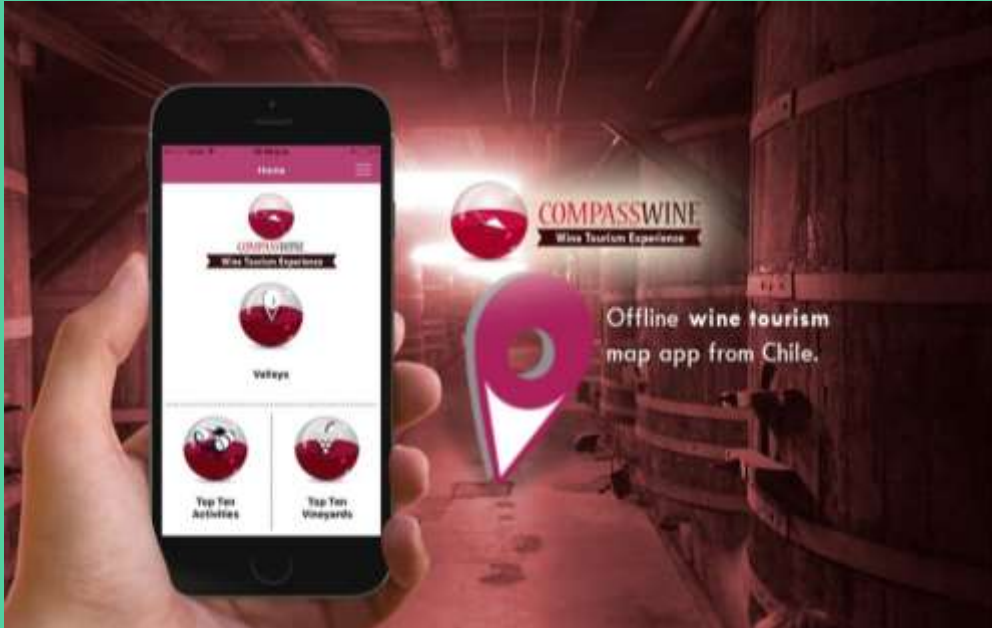 Home
COMPASSWINE
Wine Tourism Experience
Valleys
Top Ten
Activities
Top Ten
Vineyards
COMPASSWINE
Wine Tourism Experience
Offline wine tourism
map app from Chile.